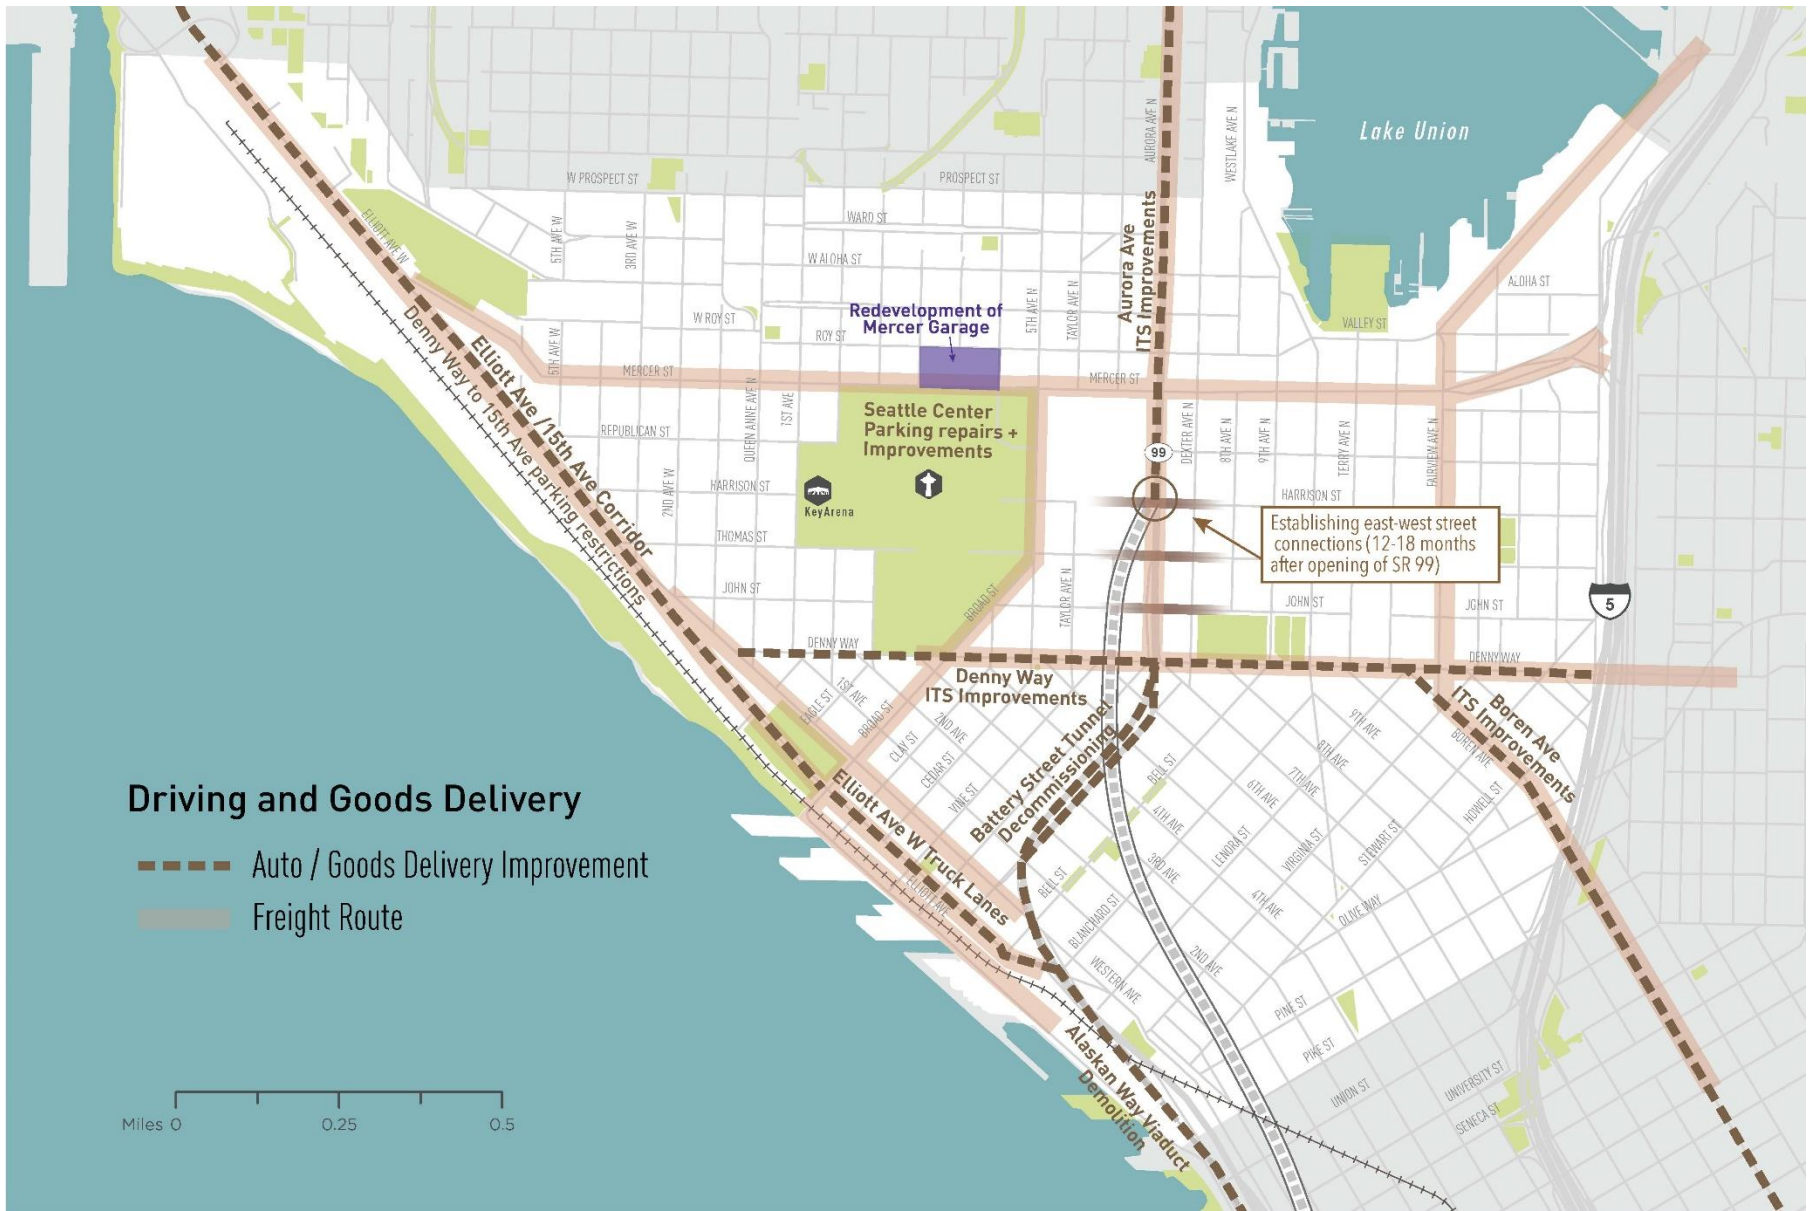 Lake Union
AURORA AVE N
WESTLAKE AVE N
W PROSPECT ST
PROSPECT ST
WARD ST
ELLIOTT AVE W
5TH AVE W
3RD AVE W
W ALOHA ST
ALOHA ST
Aurora Ave
ITS Improvements
Redevelopment of
Mercer Garage
5TH AVE N
TAYLOR AVE N
W ROY ST
ROY ST
VALLEY ST
5TH AVE W
MERCER ST
MERCER ST
Elliott Ave /15th Ave Corridor
Denny Way to 15th Ave parking restrictions
QUEEN ANNE AVE N
1ST AVE
Seattle Center
Parking repairs +
Improvements
REPUBLICAN ST
99
DEXTER AVE N
8TH AVE N
9TH AVE N
TERRY AVE N
FAIRVIEW AVE N
2ND AVE W
HARRISON ST
KeyArena
HARRISON ST
Establishing east-west street
connections (12-18 months
after opening of SR 99)
THOMAS ST
JOHN ST
BROAD ST
TAYLOR AVE N
JOHN ST
JOHN ST
5
DENNY WAY
DENNY WAY
Denny Way
ITS Improvements
Boren Ave
ITS Improvements
EAGLE ST
1ST AVE
BROAD ST
2ND AVE
CLAY ST
CEDAR ST
VINE ST
Battery Street Tunnel
Decommissioning
BELL ST
9TH AVE
8TH AVE
7TH AVE
6TH AVE
BOREN AVE
HOWELL ST
4TH AVE
3RD AVE
LENORA ST
VIRGINIA ST
STEWART ST
Driving and Goods Delivery
Auto / Goods Delivery Improvement
Freight Route
Elliott Ave W Truck Lanes
ELLIOTT AVE
BELL ST
BLANCHARD ST
WESTERN AVE
4TH AVE
OLIVE WAY
2ND AVE
PINE ST
PIKE ST
UNION ST
UNIVERSITY ST
SENECA ST
Alaskan Way Viaduct
Demolition
Miles 0
0.25
0.5